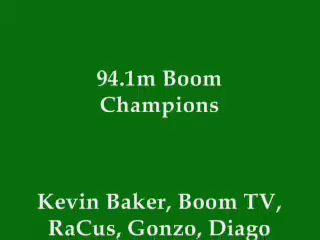 94.1m Boom
Champions
Kevin Baker, Boom TV,
RaCus, Gonzo, Diago